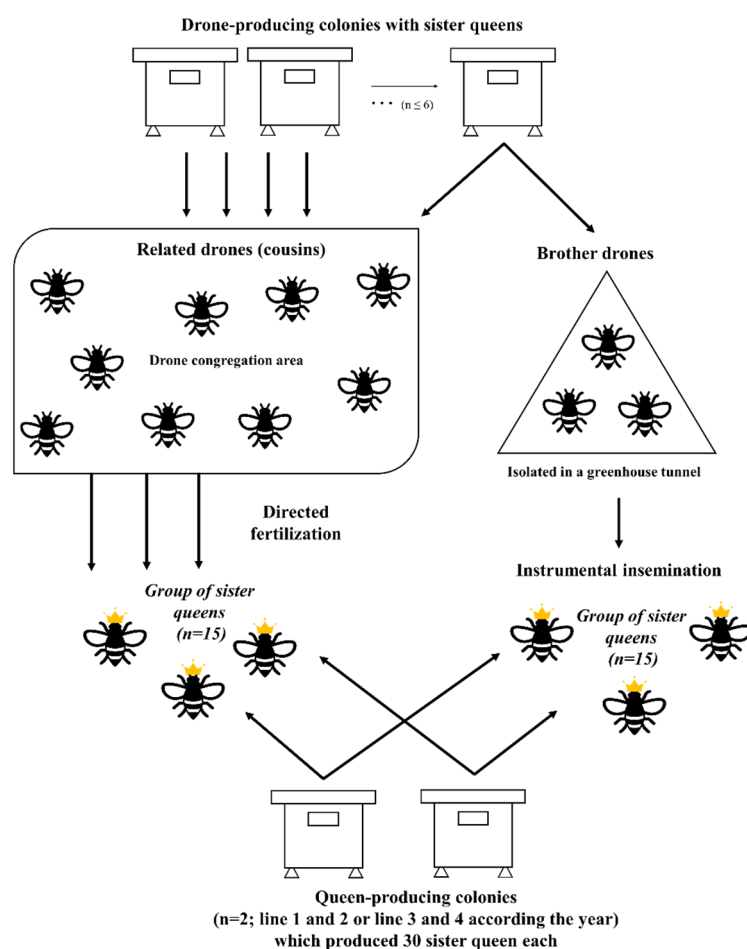 Drone-producing colonies with sister queens
• • • (n ≤ 6)
Related drones (cousins)
Brother drones
Drone congregation area
Isolated in a greenhouse tunnel
Directed
fertilization
Instrumental insemination
Group of sister
queens
(n=15)
Group of sister
queens
(n=15)
Queen-producing colonies
(n=2; line 1 and 2 or line 3 and 4 according the year)
which produced 30 sister queen each